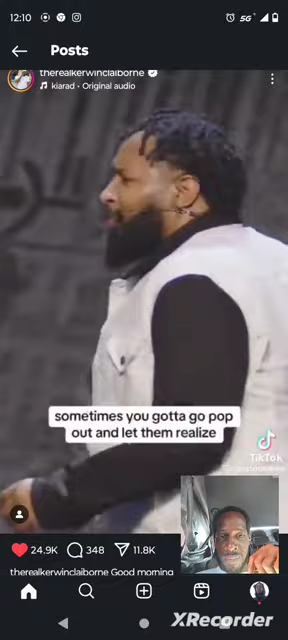 12:10
5G
Posts
therealkerwinclaiborne
kiarad • Original audio
sometimes you gotta go pop
out and let them realize
TikTok
24.9K
348
11.8K
therealkerwinclaiborne Good morning
XRecorder